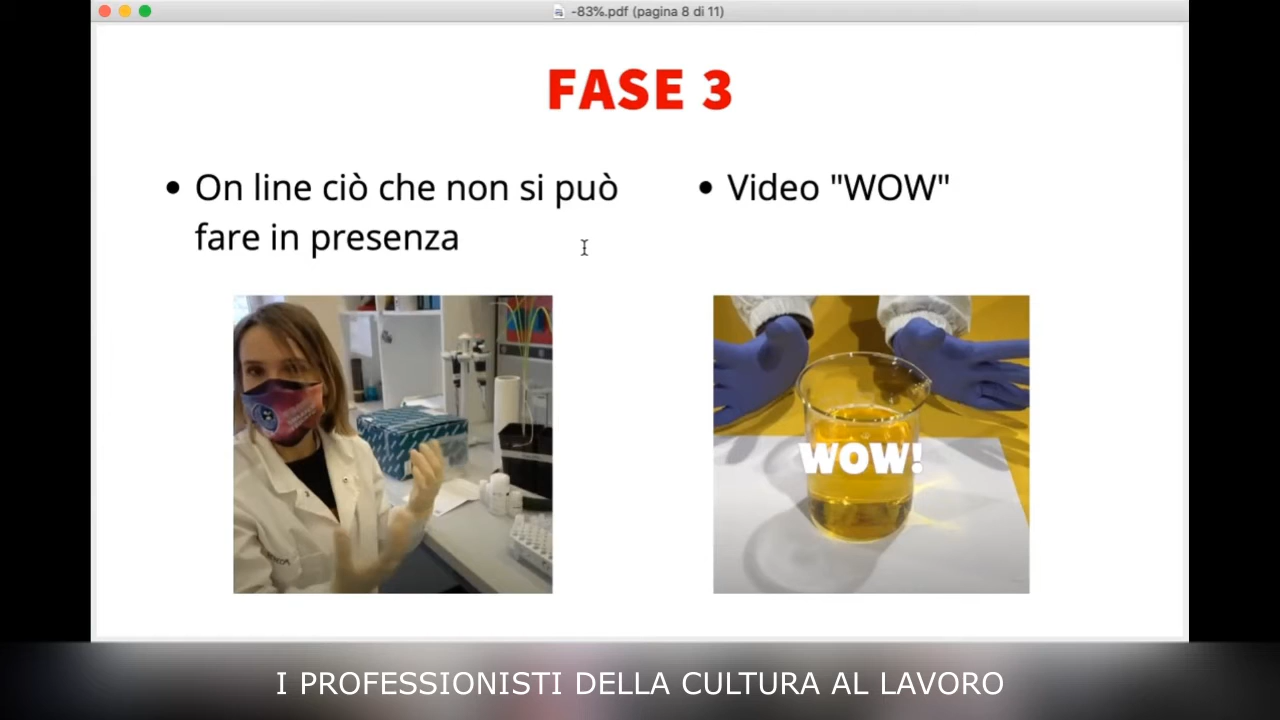 -83%.pdf (pagina 8 di 11)
FASE 3
• On line ciò che non si può
fare in presenza
• Video "WOW"
WOW!
I PROFESSIONISTI DELLA CULTURA AL LAVORO